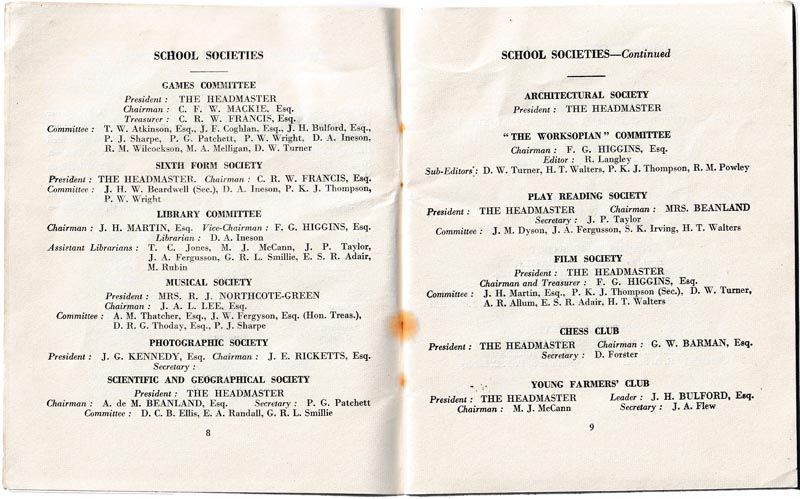 SCHOOL SOCIETIES
GAMES COMMITTEE
President : THE HEADMASTER
Chairman : C. F. W. MACKIE, Esq.
Treasurer : C. R. W. FRANCIS, Esq.
Committee : T. W. Atkinson, Esq., J. F. Coghlan, Esq., J. H. Bulford, Esq.,
P. J. Sharpe, P. G. Patchett, P. W. Wright, D. A. Ineson,
R. M. Wilcockson, M. A. Melligan, D. W. Turner
SIXTH FORM SOCIETY
President : THE HEADMASTER. Chairman : C. R. W. FRANCIS, Esq.
Committee : J. H. W. Beardwell (Sec.), D. A. Ineson, P. K. J. Thompson,
P. W. Wright
LIBRARY COMMITTEE
Chairman : J. H. MARTIN, Esq. Vice-Chairman : F. G. HIGGINS, Esq.
Librarian : D. A. Ineson
Assistant Librarians : T. C. Jones, M. J. McCann, J. P. Taylor,
J. A. Fergusson, G. R. L. Smillie, E. S. R. Adair,
M. Rubin
MUSICAL SOCIETY
President : MRS. R. J. NORTHCOTE-GREEN
Chairman : J. A. L. LEE, Esq.
Committee : A. M. Thatcher, Esq., J. W. Fergyson, Esq. (Hon. Treas.),
D. R. G. Thoday, Esq., P. J. Sharpe
PHOTOGRAPHIC SOCIETY
President : J. G. KENNEDY, Esq. Chairman : J. E. RICKETTS, Esq.
Secretary :
SCIENTIFIC AND GEOGRAPHICAL SOCIETY
President : THE HEADMASTER
Chairman : A. de M. BEANLAND, Esq. Secretary : P. G. Patchett
Committee : D. C. B. Ellis, E. A. Randall, G. R. L. Smillie
8
SCHOOL SOCIETIES—Continued
ARCHITECTURAL SOCIETY
President : THE HEADMASTER
"THE WORKSOPIAN" COMMITTEE
Chairman : F. G. HIGGINS, Esq.
Editor : R. Langley
Sub-Editors : D. W. Turner, H. T. Walters, P. K. J. Thompson, R. M. Powley
PLAY READING SOCIETY
President : THE HEADMASTER Chairman : MRS. BEANLAND
Secretary : J. P. Taylor
Committee : J. M. Dyson, J. A. Fergusson, S. K. Irving, H. T. Walters
FILM SOCIETY
President : THE HEADMASTER
Chairman and Treasurer : F. G. HIGGINS, Esq.
Committee : J. H. Martin, Esq., P. K. J. Thompson (Sec.), D. W. Turner,
A. R. Allum, E. S. R. Adair, H. T. Walters
CHESS CLUB
President : THE HEADMASTER Chairman : G. W. BARMAN, Esq.
Secretary : D. Forster
YOUNG FARMERS' CLUB
President : THE HEADMASTER Leader : J. H. BULFORD, Esq.
Chairman : M. J. McCann Secretary : J. A. Flew
9